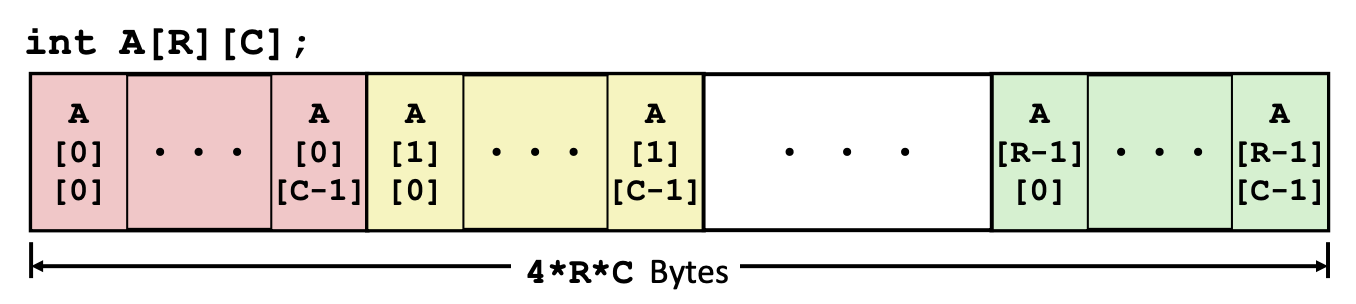 int A[R][C];
A A A A A A
[0] • • • [0] [1] • • • [1] • • • [R-1] • • • [R-1]
[0] [C-1] [0] [C-1] [0] [C-1]
4*R*C Bytes